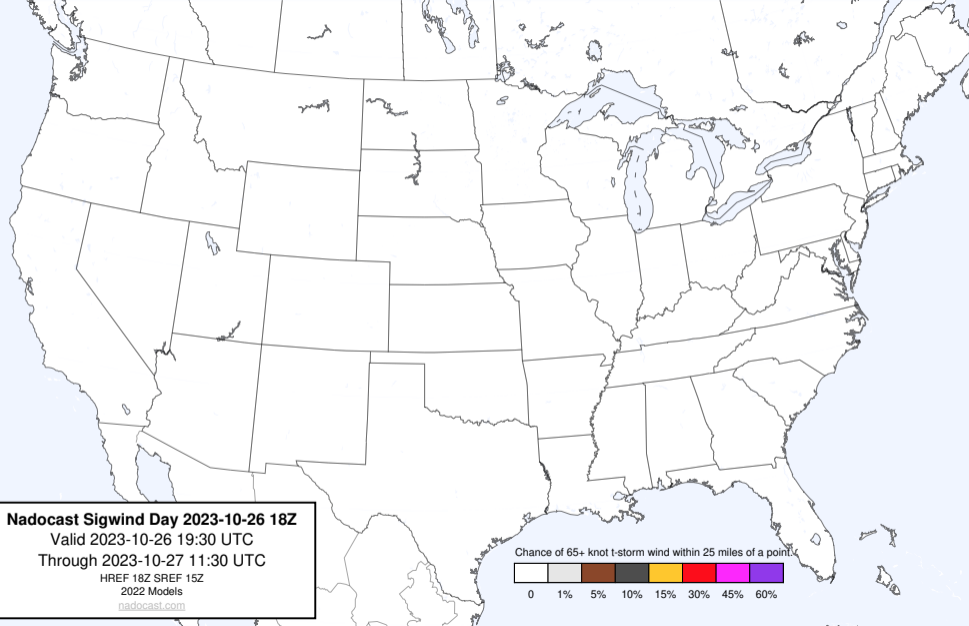 Nadocast Sigwind Day 2023-10-26 18Z
Valid 2023-10-26 19:30 UTC
Through 2023-10-27 11:30 UTC
HREF 18Z SREF 15Z
2022 Models
nadocast.com
Chance of 65+ knot t-storm wind within 25 miles of a point.
0 1% 5% 10% 15% 30% 45% 60%